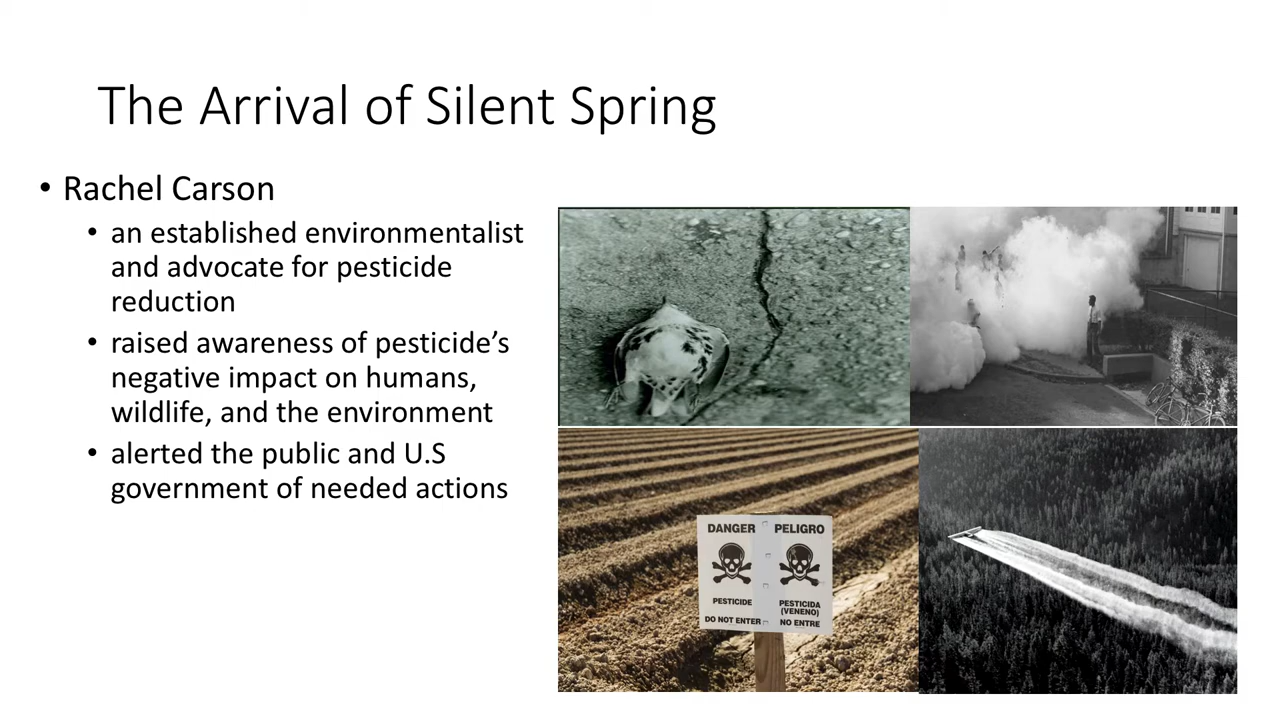 The Arrival of Silent Spring
• Rachel Carson
• an established environmentalist
and advocate for pesticide
reduction
• raised awareness of pesticide’s
negative impact on humans,
wildlife, and the environment
• alerted the public and U.S
government of needed actions
DANGER PELIGRO
PESTICIDE PESTICIDA
(VENENO)
DO NOT ENTER NO ENTRE